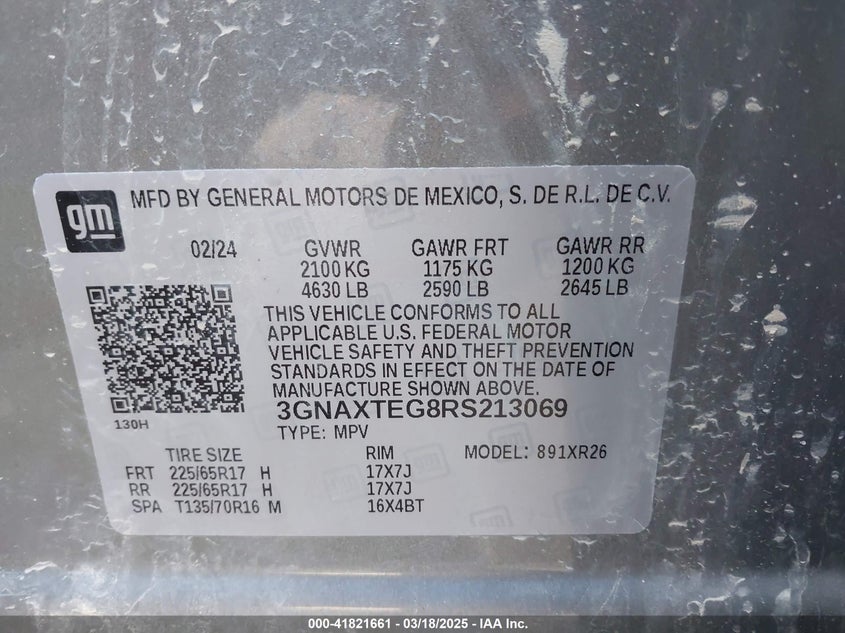 gm
MFD BY GENERAL MOTORS DE MEXICO, S. DE R.L. DE C.V.
02/24 GVWR GAWR FRT GAWR RR
2100 KG 1175 KG 1200 KG
4630 LB 2590 LB 2645 LB
THIS VEHICLE CONFORMS TO ALL
APPLICABLE U.S. FEDERAL MOTOR
VEHICLE SAFETY AND THEFT PREVENTION
STANDARDS IN EFFECT ON THE DATE OF
MANUFACTURE SHOWN ABOVE.
130H
3GNAXTEG8RS213069
TYPE: MPV
TIRE SIZE RIM MODEL: 891XR26
FRT 225/65R17 H 17X7J
RR 225/65R17 H 17X7J
SPA T135/70R16 M 16X4BT
000-41821661 / 03/18/2025 - IAA Inc.